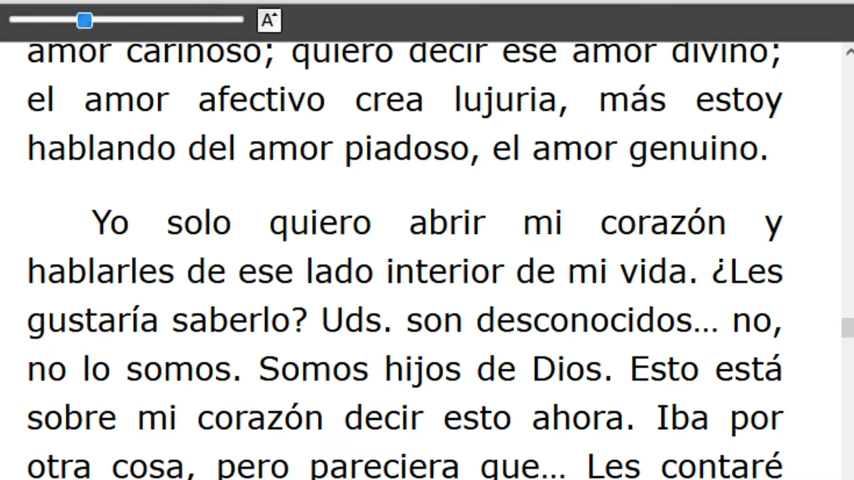 A
amor cariñoso; quiero decir ese amor divino;
el amor afectivo crea lujuria, más estoy
hablando del amor piadoso, el amor genuino.
Yo solo quiero abrir mi corazón y
hablarles de ese lado interior de mi vida. ¿Les
gustaría saberlo? Uds. son desconocidos... no,
no lo somos. Somos hijos de Dios. Esto está
sobre mi corazón decir esto ahora. Iba por
otra cosa, pero pareciera que... Les contaré